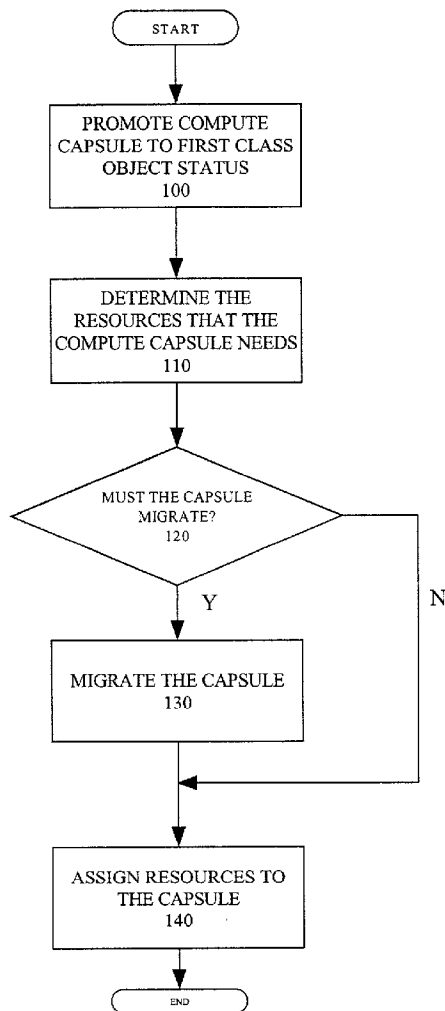 START
PROMOTE COMPUTE
CAPSULE TO FIRST CLASS
OBJECT STATUS
100
DETERMINE THE
RESOURCES THAT THE
COMPUTE CAPSULE NEEDS
110
MUST THE CAPSULE
MIGRATE?
120
Y
N
MIGRATE THE CAPSULE
130
ASSIGN RESOURCES TO
THE CAPSULE
140
END